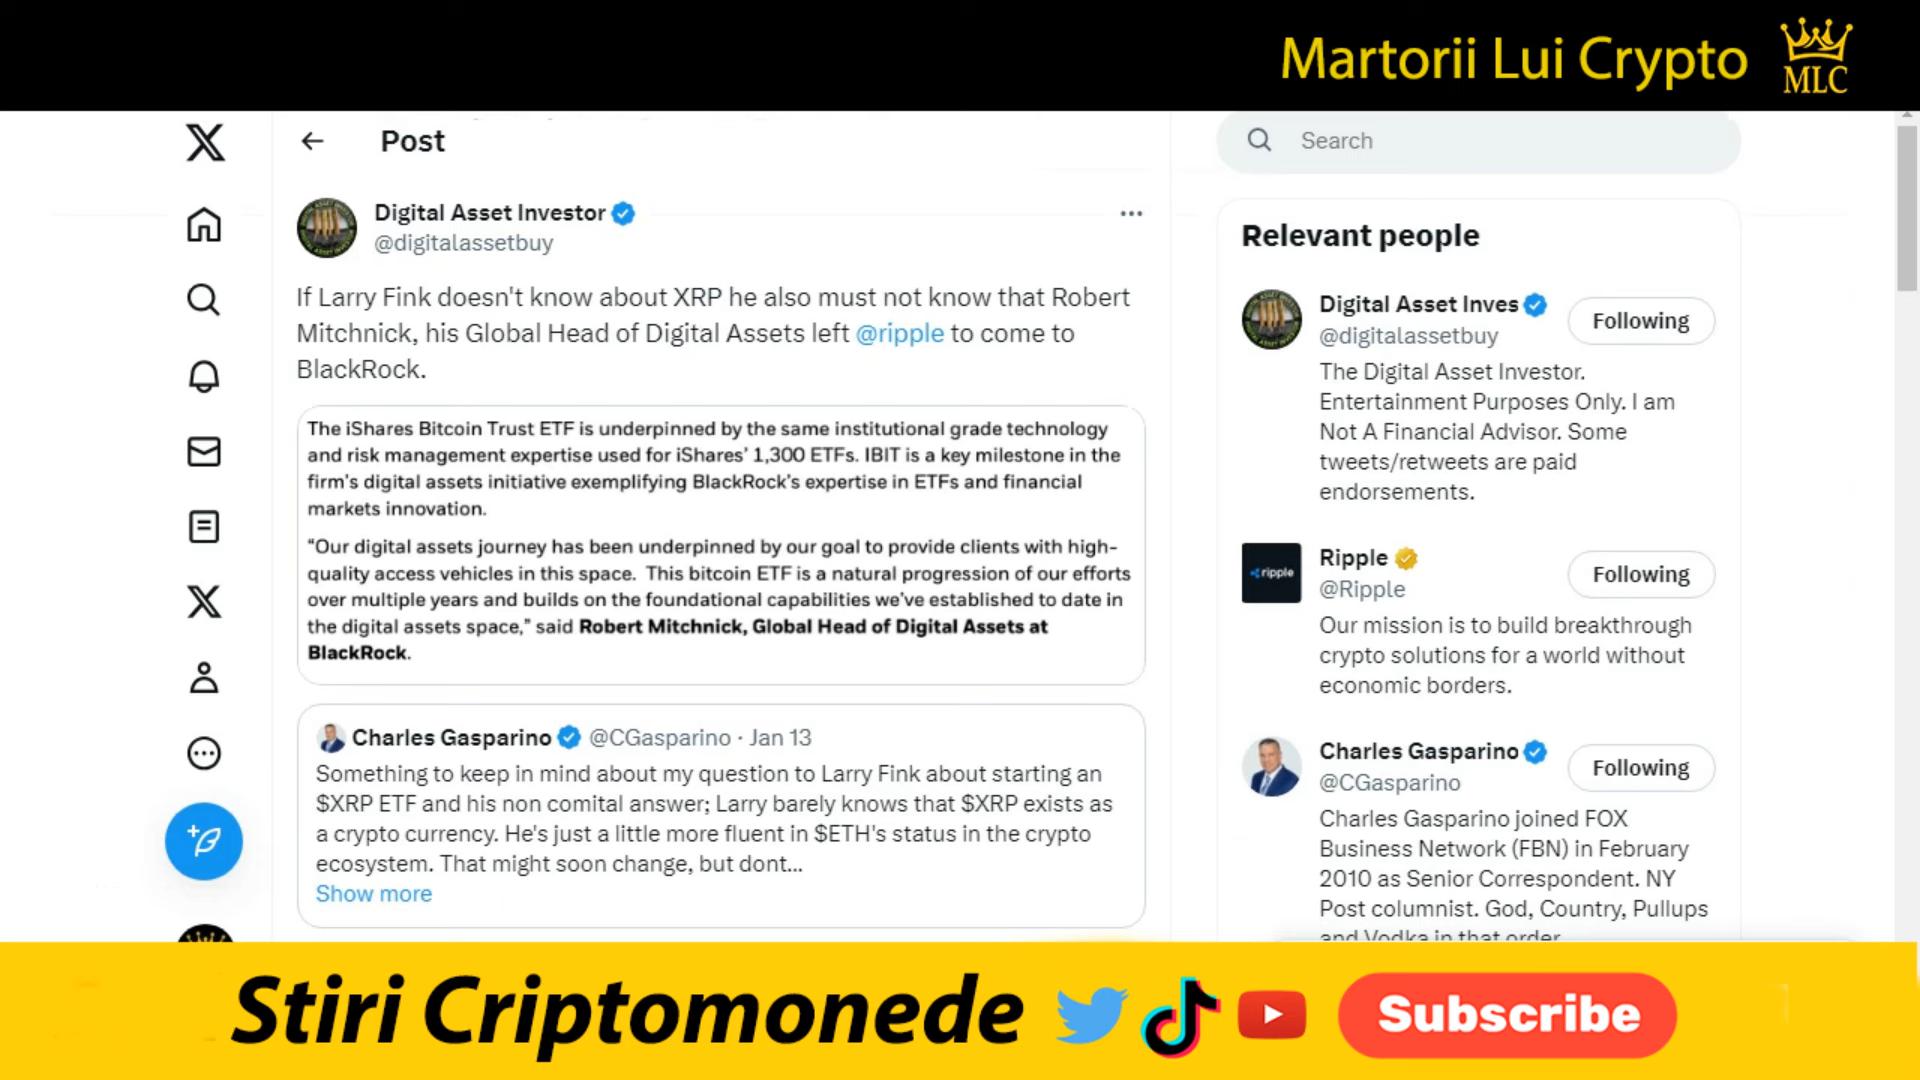 Martorii Lui Crypto
MLC
Post
Search
Digital Asset Investor
@digitalassetbuy
If Larry Fink doesn't know about XRP he also must not know that Robert
Mitchnick, his Global Head of Digital Assets left @ripple to come to
BlackRock.
The iShares Bitcoin Trust ETF is underpinned by the same institutional grade technology
and risk management expertise used for iShares' 1,300 ETFs. IBIT is a key milestone in the
firm's digital assets initiative exemplifying BlackRock's expertise in ETFs and financial
markets innovation.
“Our digital assets journey has been underpinned by our goal to provide clients with high-
quality access vehicles in this space. This bitcoin ETF is a natural progression of our efforts
over multiple years and builds on the foundational capabilities we've established to date in
the digital assets space,” said Robert Mitchnick, Global Head of Digital Assets at
BlackRock.
Charles Gasparino @CGasparino · Jan 13
Something to keep in mind about my question to Larry Fink about starting an
$XRP ETF and his non comital answer; Larry barely knows that $XRP exists as
a crypto currency. He's just a little more fluent in $ETH's status in the crypto
ecosystem. That might soon change, but dont...
Show more
Relevant people
Digital Asset Inves
@digitalassetbuy
Following
The Digital Asset Investor.
Entertainment Purposes Only. I am
Not A Financial Advisor. Some
tweets/retweets are paid
endorsements.
ripple
Ripple
@Ripple
Following
Our mission is to build breakthrough
crypto solutions for a world without
economic borders.
Charles Gasparino
@CGasparino
Following
Charles Gasparino joined FOX
Business Network (FBN) in February
2010 as Senior Correspondent. NY
Post columnist. God, Country, Pullups
and Vodka in that order
Stiri Criptomonede
Subscribe